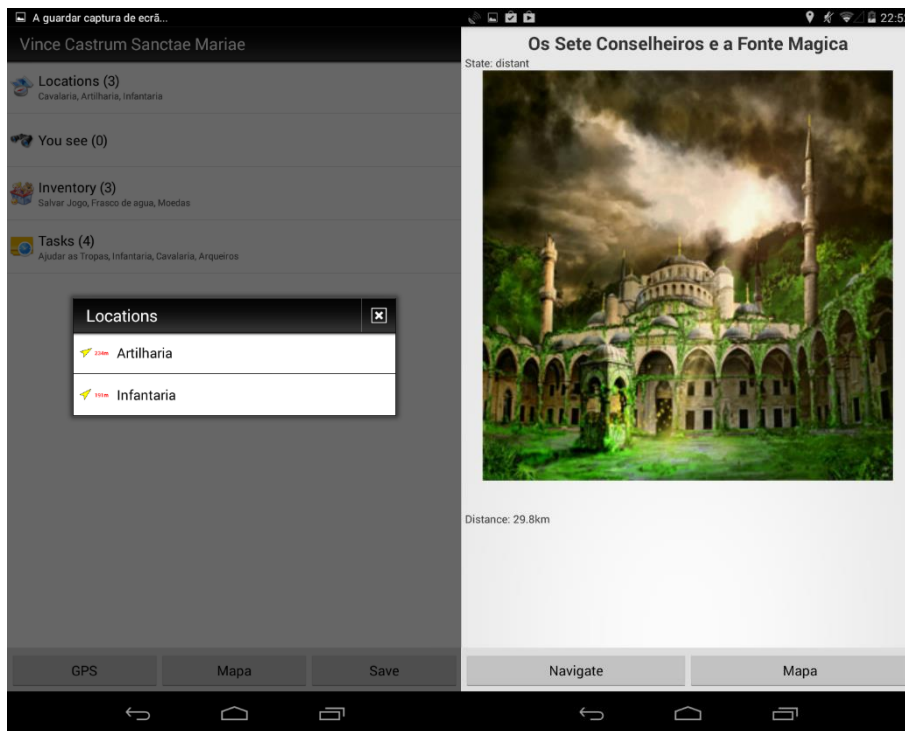 A guardar captura de ecrã...
Vince Castrum Sanctae Mariae
Locations (3)
Cavalaria, Artilharia, Infantaria
You see (0)
Inventory (3)
Salvar Jogo, Frasco de agua, Moedas
Tasks (4)
Ajudar as Tropas, Infantaria, Cavalaria, Arqueiros
Locations
Artilharia
Infantaria
GPS Mapa Save
22:5
Os Sete Conselheiros e a Fonte Magica
State: distant
Distance: 29.8km
Navigate Mapa